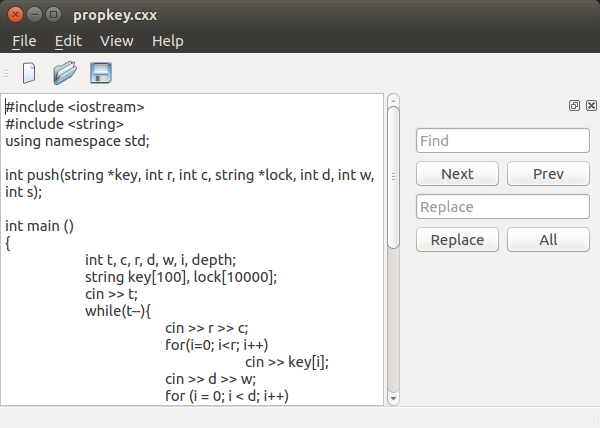 propkey.cxx
File Edit View Help
#include <iostream>
#include <string>
using namespace std;
int push(string *key, int r, int c, string *lock, int d, int w,
int s);
int main ()
{
int t, c, r, d, w, i, depth;
string key[100], lock[10000];
cin >> t;
while(t--){
cin >> r >> c;
for(i=0; i<r; i++)
cin >> key[i];
cin >> d >> w;
for (i = 0; i < d; i++)
Find
Next Prev
Replace
Replace All